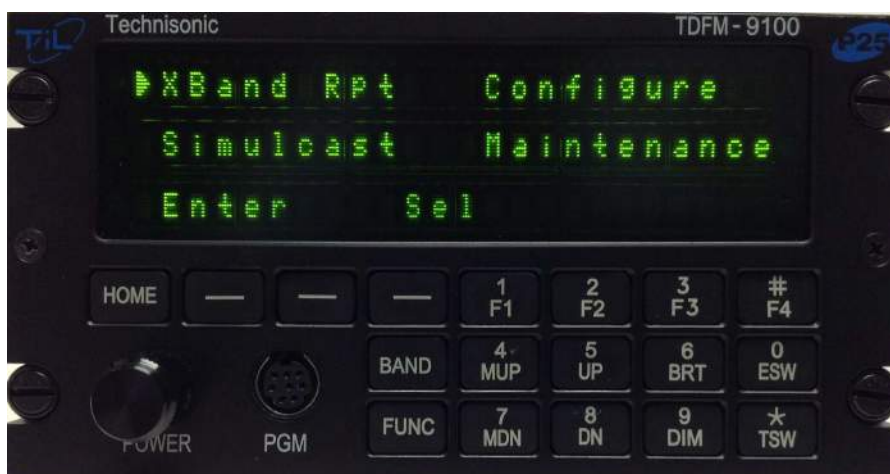 Technisonic TDFM-9100
TiL P25
XBand Rpt Configure
Simulcast Maintenance
Enter Sel
HOME — — — 1 2 3 #
F1 F2 F3 F4
BAND 4 5 6 0
MUP UP BRT ESW
FUNC 7 8 9 *
MDN DN DIM TSW
POWER PGM